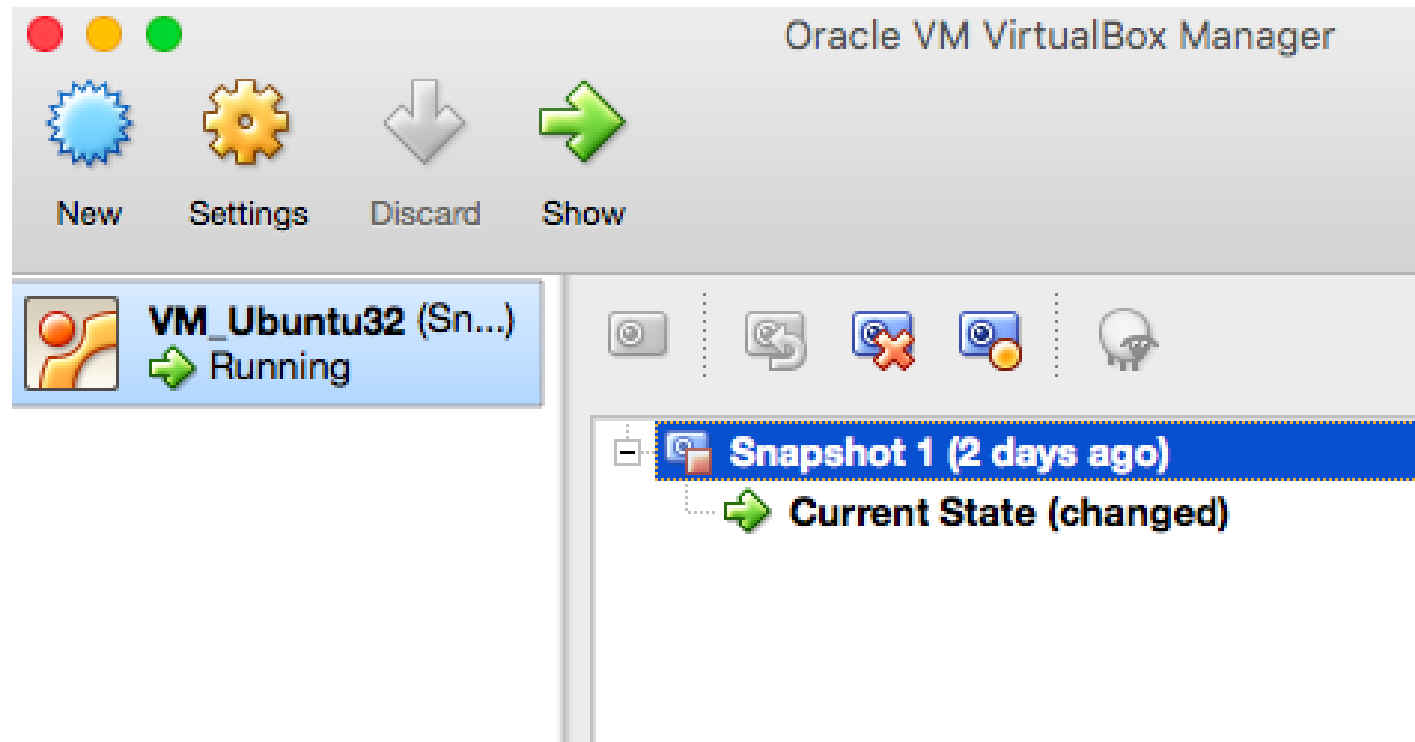 Oracle VM VirtualBox Manager
New Settings Discard Show
VM_Ubuntu32 (Sn...)
Running
Snapshot 1 (2 days ago)
Current State (changed)